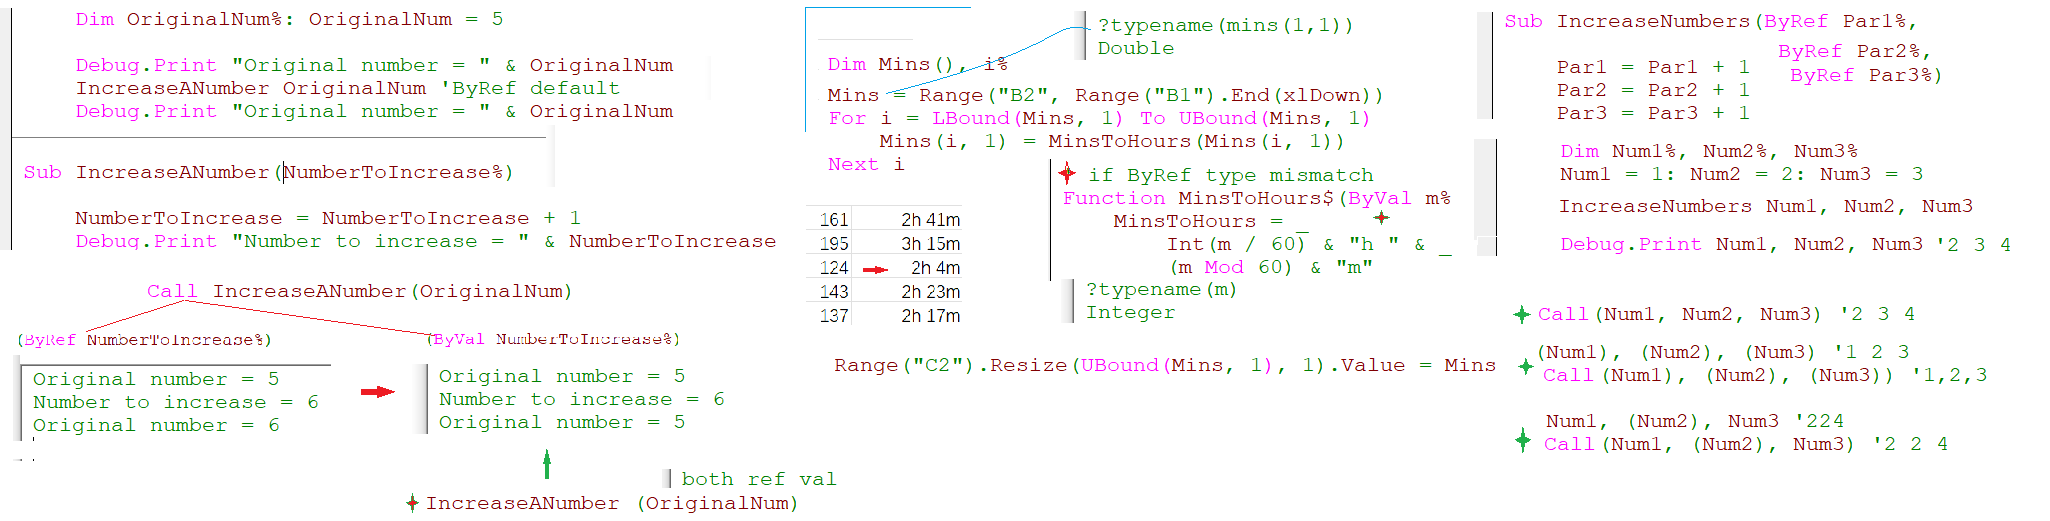 Dim OriginalNum%: OriginalNum = 5
Debug.Print "Original number = " & OriginalNum
IncreaseANumber OriginalNum 'ByRef default
Debug.Print "Original number = " & OriginalNum
Sub IncreaseANumber(NumberToIncrease%)
NumberToIncrease = NumberToIncrease + 1
Debug.Print "Number to increase = " & NumberToIncrease
Call IncreaseANumber(OriginalNum)
(ByRef NumberToIncrease%)
Original number = 5
Number to increase = 6
Original number = 6
(ByVal NumberToIncrease%)
Original number = 5
Number to increase = 6
Original number = 5
both ref val
IncreaseANumber (OriginalNum)
?typename(mins(1,1))
Double
Dim Mins(), i%
Mins = Range("B2", Range("B1").End(xlDown))
For i = LBound(Mins, 1) To UBound(Mins, 1)
Mins(i, 1) = MinsToHours(Mins(i, 1))
Next i
if ByRef type mismatch
Function MinsToHours$(ByVal m%
MinsToHours = _
Int(m / 60) & "h " & _
(m Mod 60) & "m"
?typename(m)
Integer
161 2h 41m
195 3h 15m
124 2h 4m
143 2h 23m
137 2h 17m
Range("C2").Resize(UBound(Mins, 1), 1).Value = Mins
Sub IncreaseNumbers(ByRef Par1%,
ByRef Par2%,
ByRef Par3%)
Par1 = Par1 + 1
Par2 = Par2 + 1
Par3 = Par3 + 1
Dim Num1%, Num2%, Num3%
Num1 = 1: Num2 = 2: Num3 = 3
IncreaseNumbers Num1, Num2, Num3
Debug.Print Num1, Num2, Num3 '2 3 4
Call(Num1, Num2, Num3) '2 3 4
(Num1), (Num2), (Num3) '1 2 3
Call(Num1), (Num2), (Num3)) '1,2,3
Num1, (Num2), Num3 '224
Call(Num1, (Num2), Num3) '2 2 4